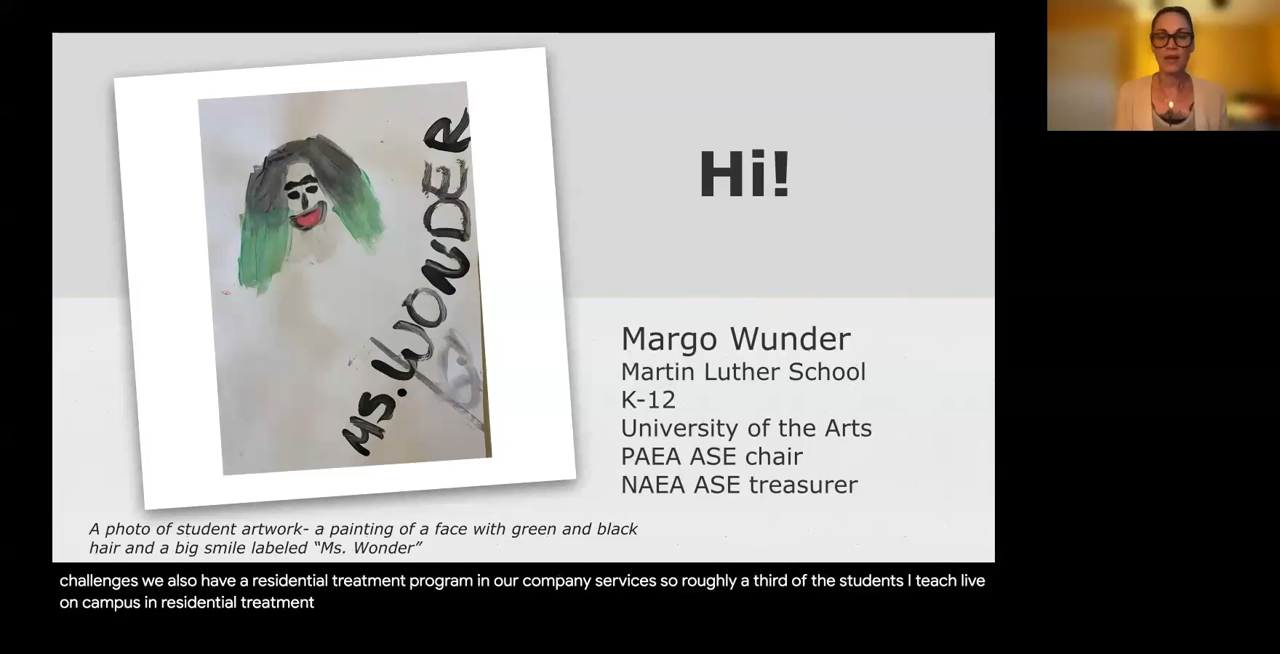 MS. WONDER
Hi!
Margo Wunder
Martin Luther School
K-12
University of the Arts
PAEA ASE chair
NAEA ASE treasurer
A photo of student artwork- a painting of a face with green and black
hair and a big smile labeled “Ms. Wonder”
challenges we also have a residential treatment program in our company services so roughly a third of the students I teach live
on campus in residential treatment